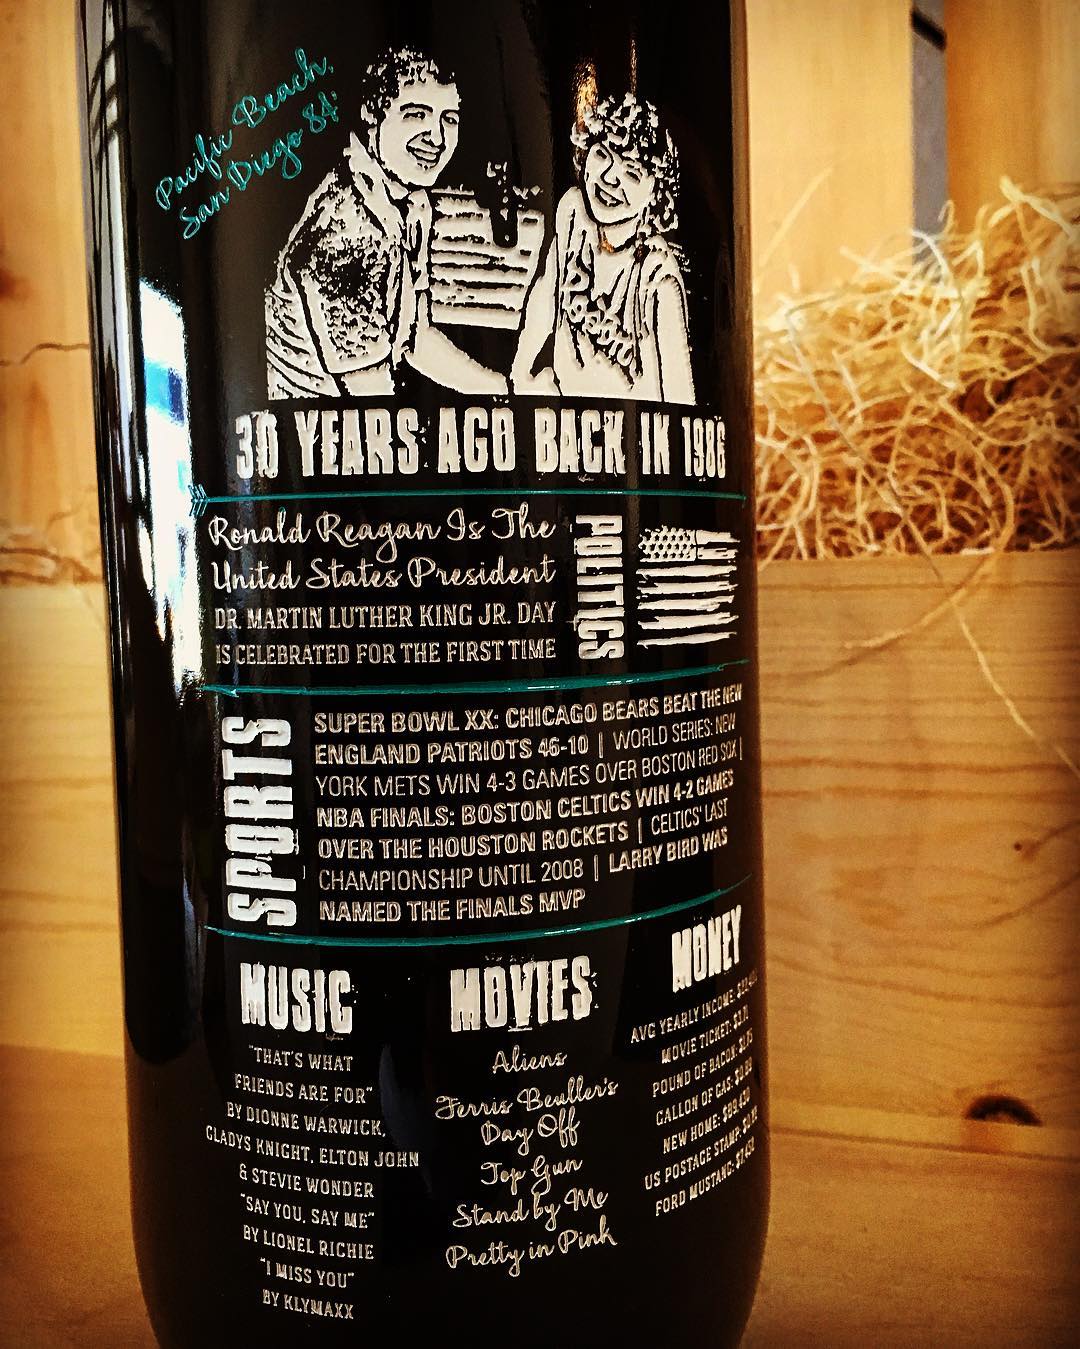 Pacific Beach,
San Diego 84'
30 YEARS AGO BACK IN 1986
Ronald Reagan Is The
United States President
DR. MARTIN LUTHER KING JR. DAY
IS CELEBRATED FOR THE FIRST TIME
POLITICS
SPORTS
SUPER BOWL XX: CHICAGO BEARS BEAT THE NEW
ENGLAND PATRIOTS 46-10 | WORLD SERIES: NEW
YORK METS WIN 4-3 GAMES OVER BOSTON RED SOX |
NBA FINALS: BOSTON CELTICS WIN 4-2 GAMES
OVER THE HOUSTON ROCKETS | CELTICS' LAST
CHAMPIONSHIP UNTIL 2008 | LARRY BIRD WAS
NAMED THE FINALS MVP
MUSIC
"THAT'S WHAT
FRIENDS ARE FOR"
BY DIONNE WARWICK,
GLADYS KNIGHT, ELTON JOHN
& STEVIE WONDER
"SAY YOU, SAY ME"
BY LIONEL RICHIE
"I MISS YOU"
BY KLYMAXX
MOVIES
Aliens
Ferris Beuller's
Day Off
Top Gun
Stand by Me
Pretty in Pink
MONEY
AVG YEARLY INCOME:
MOVIE TICKET: $3.71
POUND OF BACON:
GALLON OF GAS:
NEW HOME: $89,430
US POSTAGE STAMP:
FORD MUSTANG: